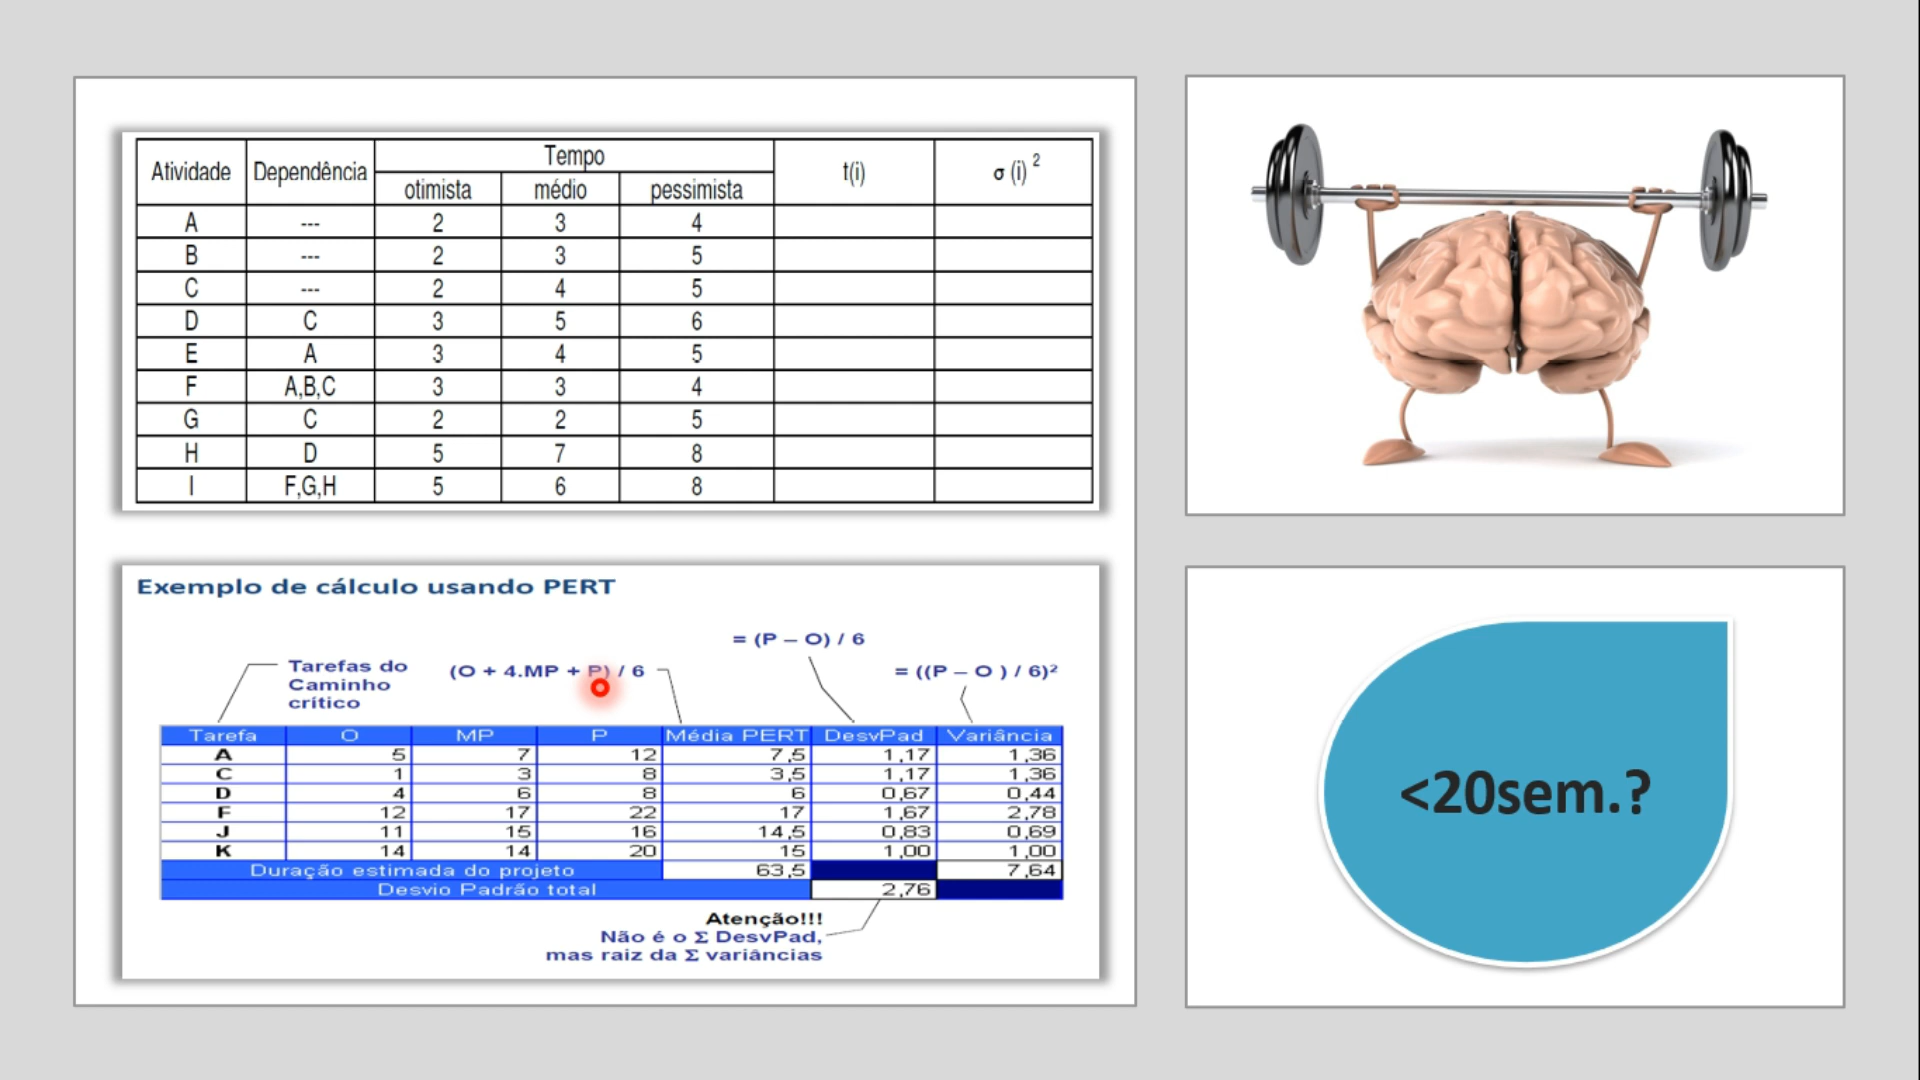 Atividade Dependência Tempo t(i) σ (i) ²
otimista médio pessimista
A --- 2 3 4
B --- 2 3 5
C --- 2 4 5
D C 3 5 6
E A 3 4 5
F A,B,C 3 3 4
G C 2 2 5
H D 5 7 8
I F,G,H 5 6 8
Exemplo de cálculo usando PERT
= (P – O) / 6
Tarefas do
Caminho
crítico
(O + 4.MP + P) / 6
= ((P – O ) / 6)²
Tarefa O MP P Média PERT DesvPad Variância
A 5 7 12 7,5 1,17 1,36
C 1 3 8 3,5 1,17 1,36
D 4 6 8 6 0,67 0,44
F 12 17 22 17 1,67 2,78
J 11 15 16 14,5 0,83 0,69
K 14 14 20 15 1,00 1,00
Duração estimada do projeto 63,5 7,64
Desvio Padrão total 2,76
Atenção!!!
Não é o Σ DesvPad,
mas raiz da Σ variâncias
<20sem.?